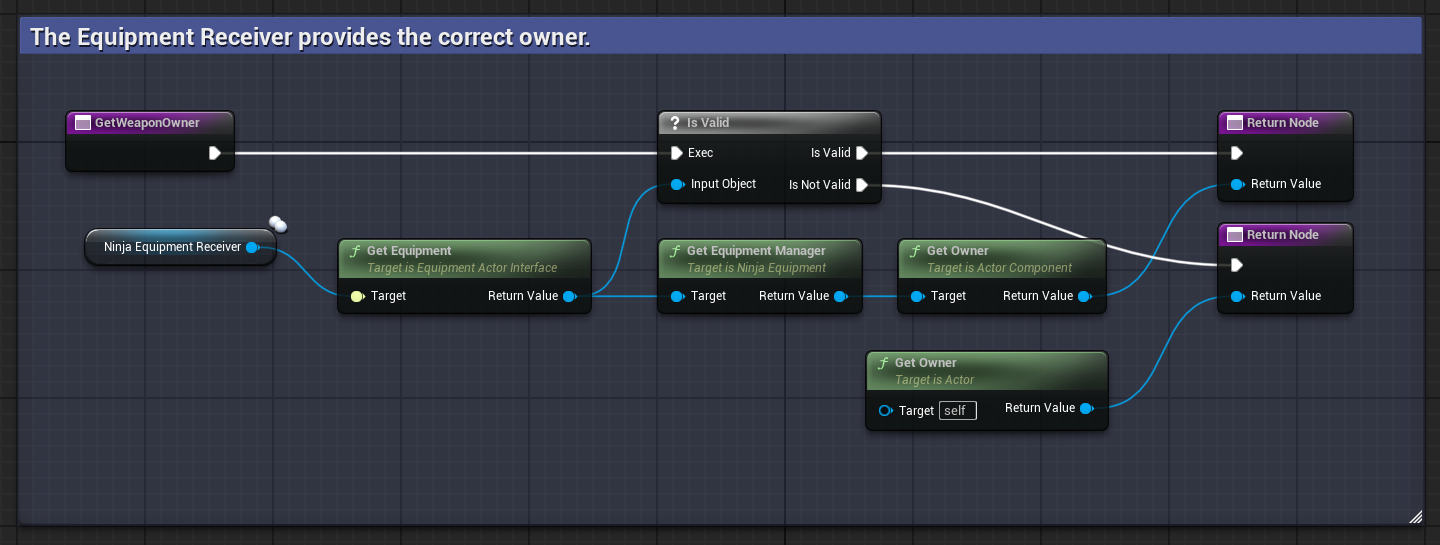 The Equipment Receiver provides the correct owner.
GetWeaponOwner
? Is Valid
Exec
Is Valid
Input Object
Is Not Valid
Return Node
Return Value
Ninja Equipment Receiver
Get Equipment
Target is Equipment Actor Interface
Target
Return Value
Get Equipment Manager
Target is Ninja Equipment
Target
Return Value
Get Owner
Target is Actor Component
Target
Return Value
Return Node
Return Value
Get Owner
Target is Actor
Target self
Return Value